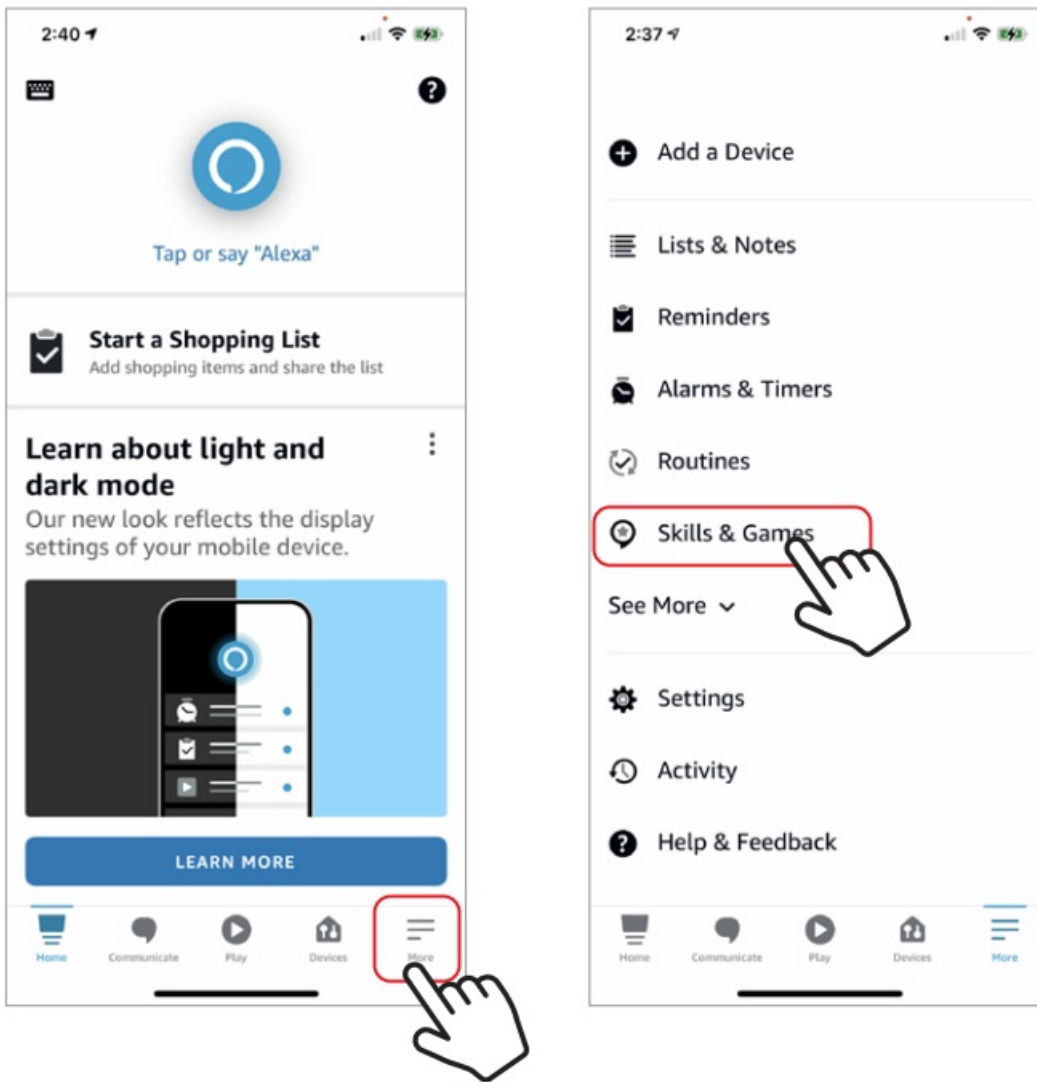 2:40
Tap or say "Alexa"
Start a Shopping List
Add shopping items and share the list
Learn about light and
dark mode
Our new look reflects the display
settings of your mobile device.
LEARN MORE
Home
Communicate
Play
Devices
More
2:37
Add a Device
Lists & Notes
Reminders
Alarms & Timers
Routines
Skills & Games
See More
Settings
Activity
Help & Feedback
Home
Communicate
Play
Devices
More